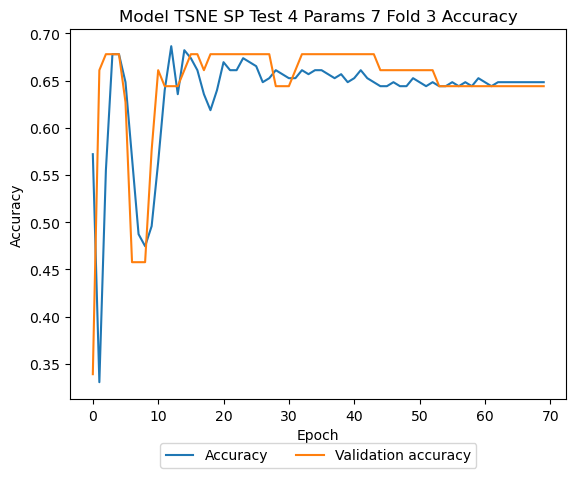 Model TSNE SP Test 4 Params 7 Fold 3 Accuracy
0.70
0.65
0.60
0.55
0.50
0.45
0.40
0.35
Accuracy
0 10 20 30 40 50 60 70
Epoch
Accuracy Validation accuracy